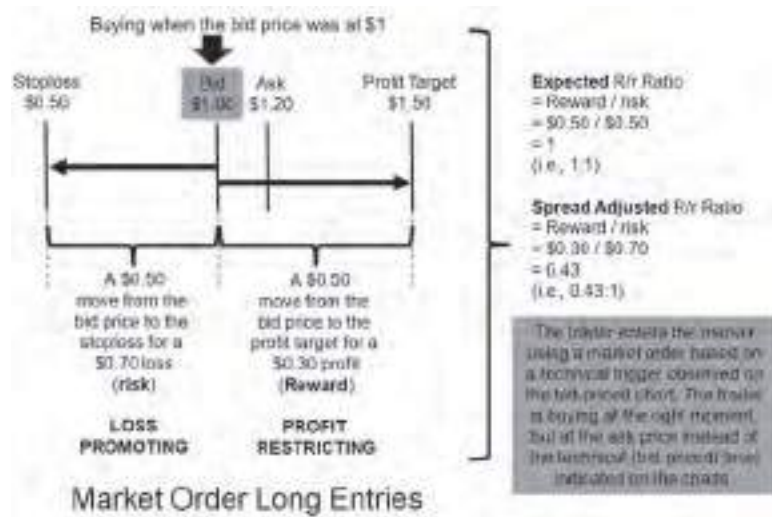 Buying when the bid price was at $1
Stoploss
$0.50
Bid
$1.00
Ask
$1.20
Profit Target
$1.50
A $0.50
move from the
bid price to the
stoploss for a
$0.70 loss
(risk)
LOSS
PROMOTING
A $0.50
move from the
bid price to the
profit target for a
$0.30 profit
(Reward)
PROFIT
RESTRICTING
Expected R/r Ratio
= Reward / risk
= $0.50 / $0.50
= 1
(i.e., 1:1)
Spread Adjusted R/r Ratio
= Reward / risk
= $0.30 / $0.70
= 0.43
(i.e., 0.43:1)
The trader enters the market
using a market order based on
a technical trigger observed on
the bid-priced chart. The trader
is buying at the right moment,
but at the ask price instead of
the technical (bid priced) level
indicated on the charts
Market Order Long Entries